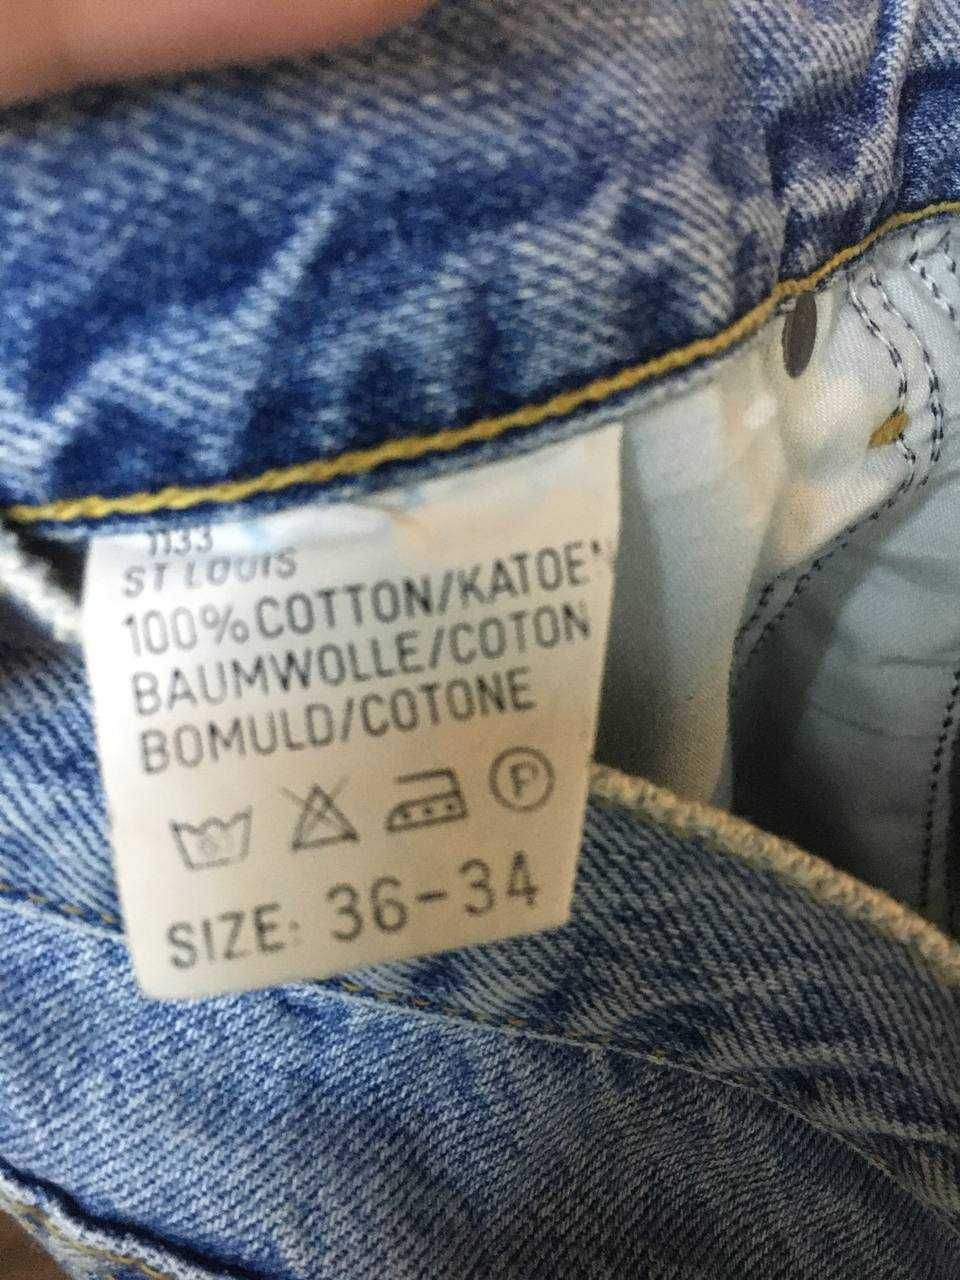 1133
ST LOUIS
100% COTTON/KATOEN
BAUMWOLLE/COTON
BOMULD/COTONE
P
SIZE: 36-34